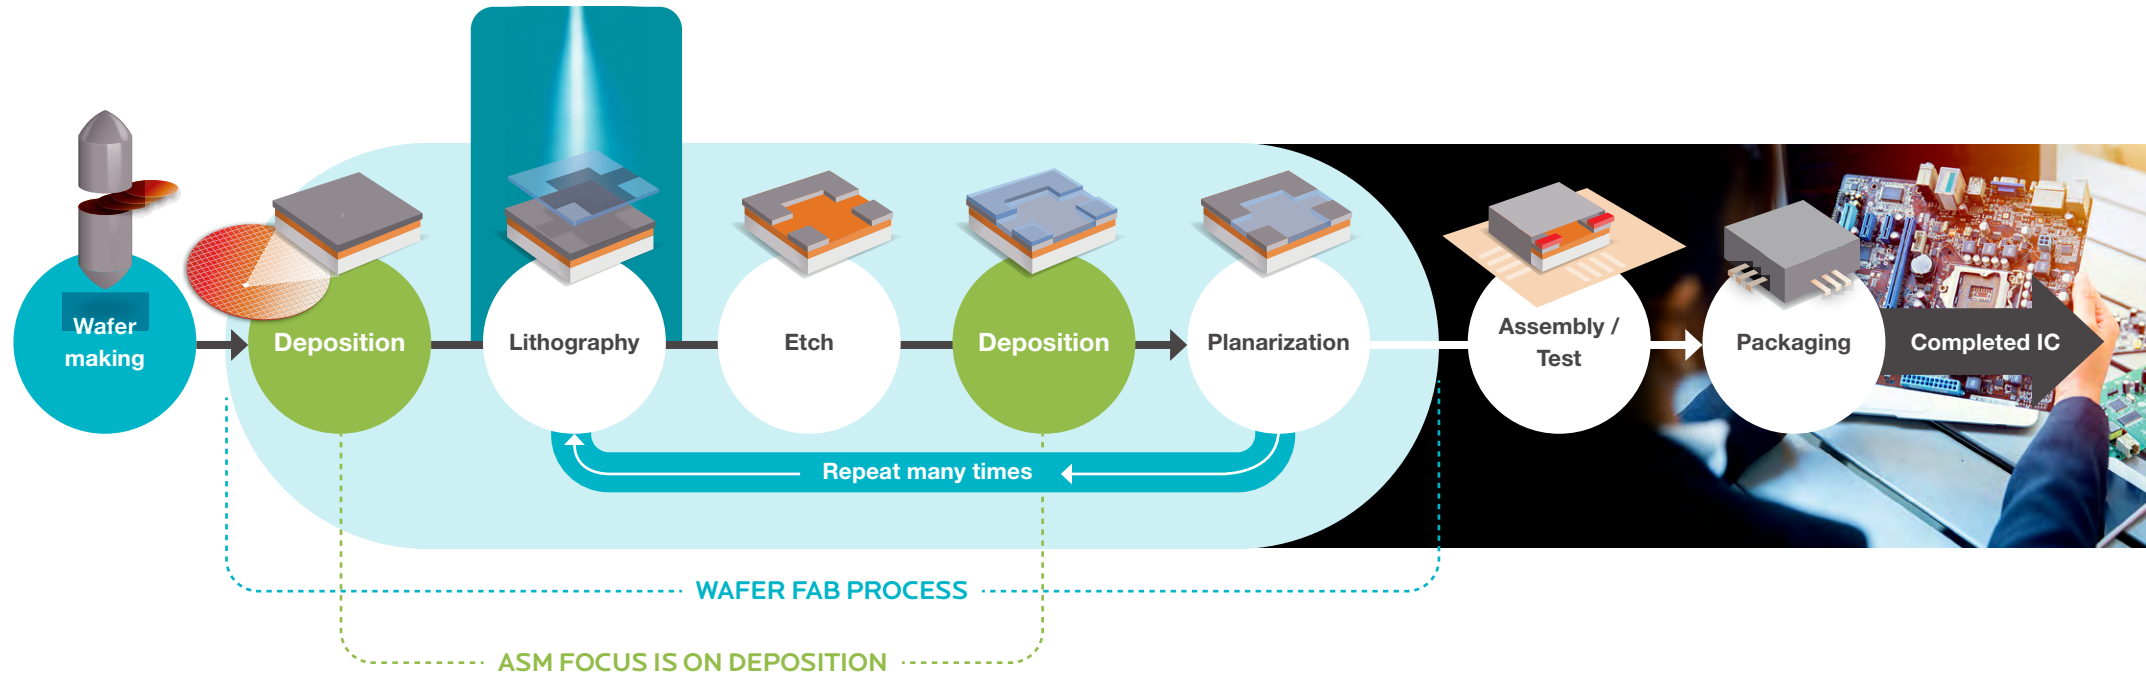 Wafer
making
Deposition
Lithography
Etch
Deposition
Planarization
Assembly /
Test
Packaging
Completed IC
Repeat many times
WAFER FAB PROCESS
ASM FOCUS IS ON DEPOSITION